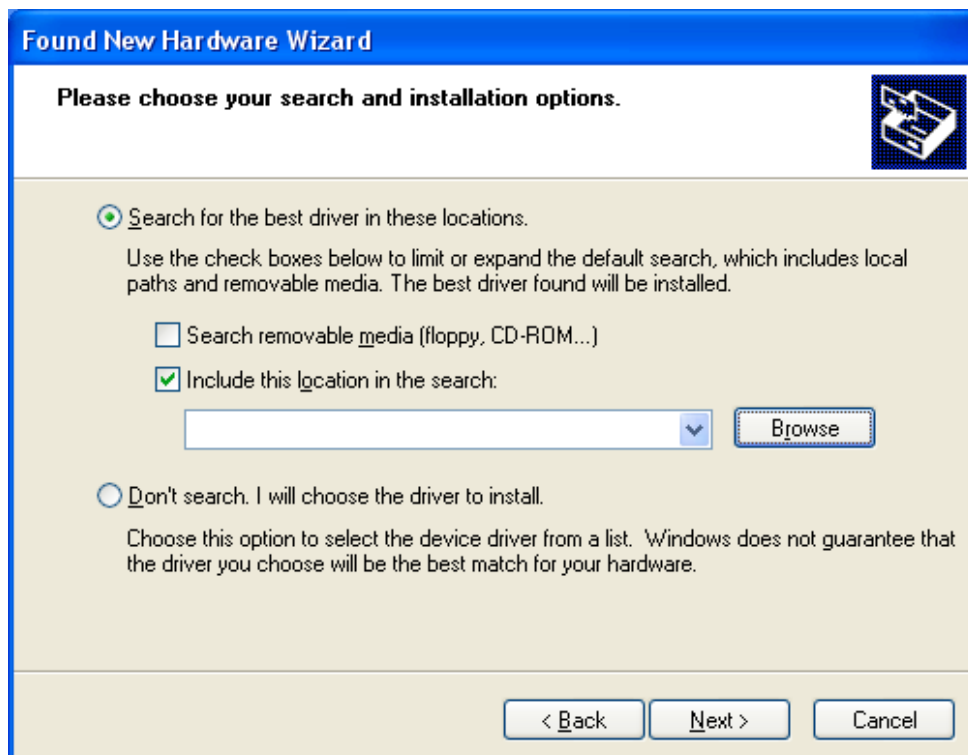 Found New Hardware Wizard
Please choose your search and installation options.
Search for the best driver in these locations.
Use the check boxes below to limit or expand the default search, which includes local
paths and removable media. The best driver found will be installed.
Search removable media (floppy, CD-ROM...)
Include this location in the search:
Browse
Don't search. I will choose the driver to install.
Choose this option to select the device driver from a list.  Windows does not guarantee that
the driver you choose will be the best match for your hardware.
< Back
Next >
Cancel